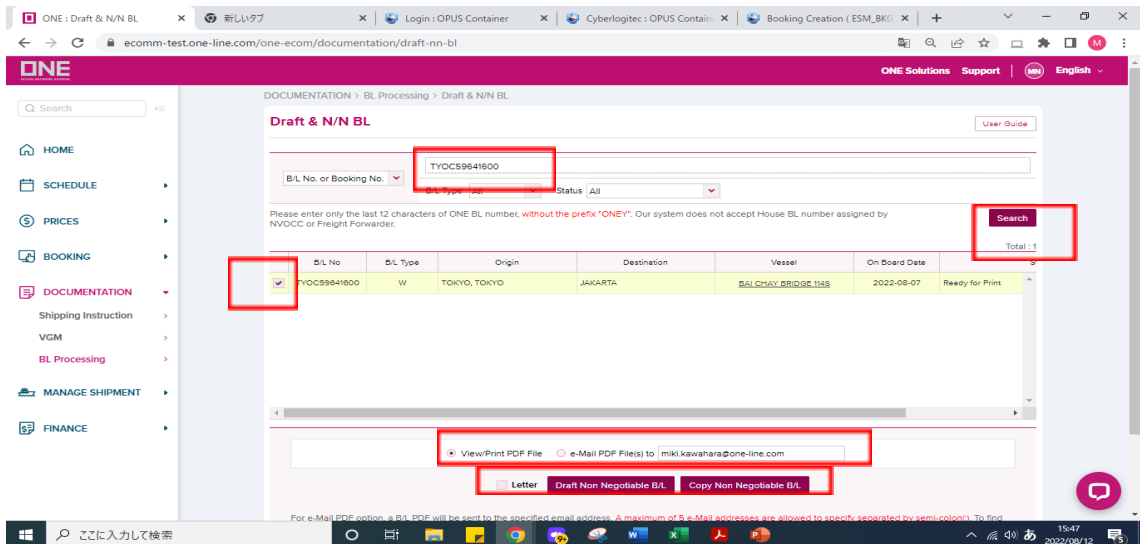 ONE : Draft & N/N BL
新しいタブ
Login : OPUS Container
Cyberlogitec : OPUS Contain
Booking Creation ( ESM_BKG
ecomm-test.one-line.com/one-ecom/documentation/draft-nn-bl
M
ONE
OCEAN NETWORK EXPRESS
ONE Solutions Support | MN English
Search
DOCUMENTATION > BL Processing > Draft & N/N BL
Draft & N/N BL
User Guide
HOME
SCHEDULE
PRICES
BOOKING
DOCUMENTATION
Shipping Instruction
VGM
BL Processing
MANAGE SHIPMENT
FINANCE
B/L No. or Booking No.
TYOC59641600
B/L Type All Status All
Please enter only the last 12 characters of ONE BL number, without the prefix "ONEY". Our system does not accept House BL number assigned by
NVOCC or Freight Forwarder.
Search
Total : 1
B/L No B/L Type Origin Destination Vessel On Board Date S
TYOC59641600 W TOKYO, TOKYO JAKARTA BAI CHAY BRIDGE 114S 2022-08-07 Ready for Print
View/Print PDF File e-Mail PDF File(s) to miki.kawahara@one-line.com
Letter Draft Non Negotiable B/L Copy Non Negotiable B/L
For e-Mail PDF option, a B/L PDF will be sent to the specified email address. A maximum of 5 e-Mail addresses are allowed to specify separated by semi-colon(;). To find
ここに入力して検索
99+
あ
15:47
2022/08/12
5